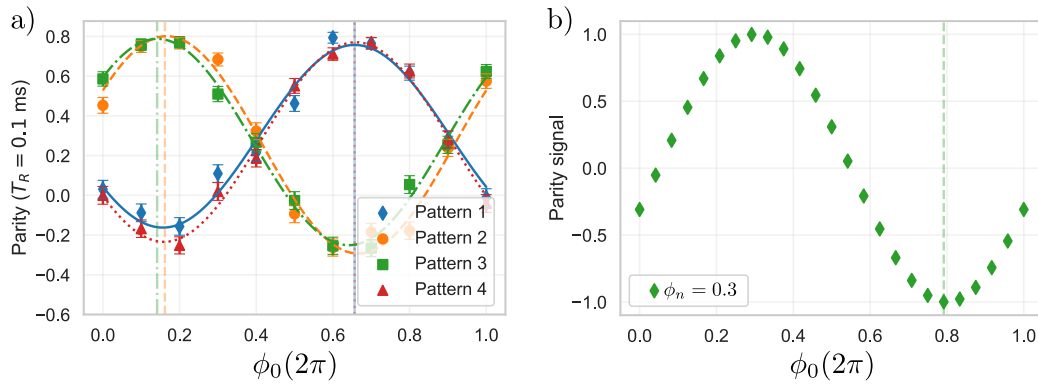 a)
Parity (T_R = 0.1 ms)
0.8
0.6
0.4
0.2
0.0
−0.2
−0.4
−0.6
Pattern 1
Pattern 2
Pattern 3
Pattern 4
0.0 0.2 0.4 0.6 0.8 1.0
ϕ_0(2π)
b)
Parity signal
1.0
0.5
0.0
−0.5
−1.0
ϕ_n = 0.3
0.0 0.2 0.4 0.6 0.8 1.0
ϕ_0(2π)